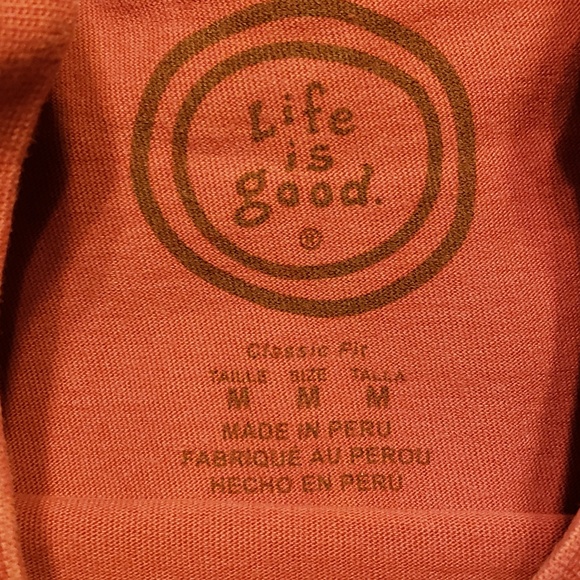 Life
is
good.
®
Classic Fit
TAILLE SIZE TALLA
M M M
MADE IN PERU
FABRIQUE AU PEROU
HECHO EN PERU